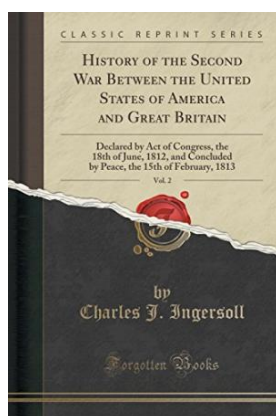 CLASSIC REPRINT SERIES
HISTORY OF THE SECOND
WAR BETWEEN THE UNITED
STATES OF AMERICA
AND GREAT BRITAIN
Declared by Act of Congress, the
18th of June, 1812, and Concluded
by Peace, the 15th of February, 1813
Vol. 2
by
Charles J. Ingersoll
Forgotten Books